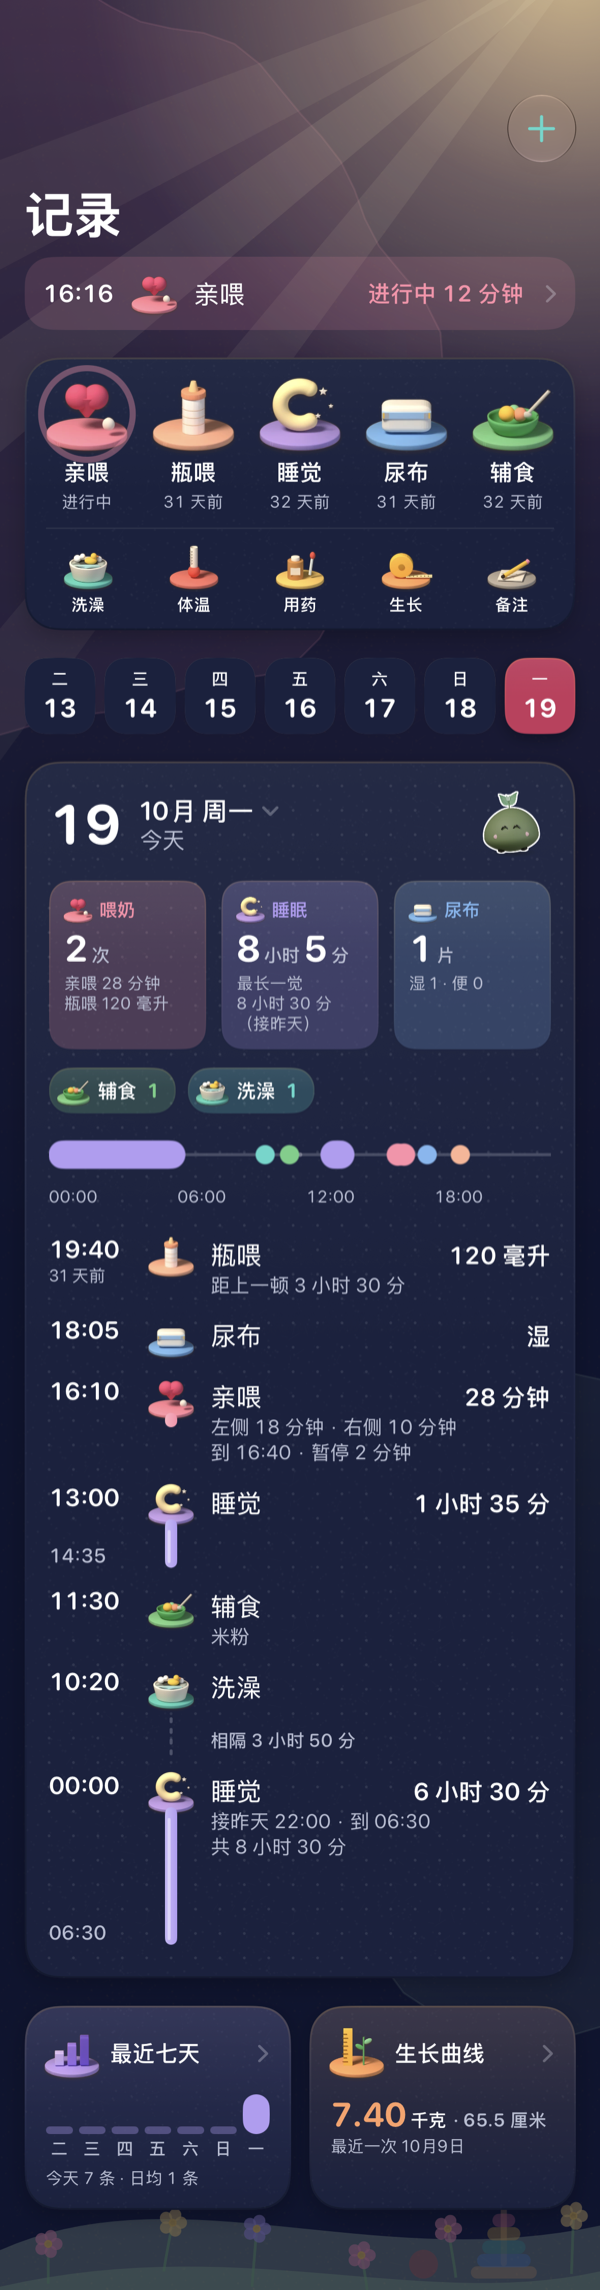 记录
16:16 亲喂 进行中 12 分钟
亲喂 瓶喂 睡觉 尿布 辅食
进行中 31 天前 32 天前 31 天前 32 天前
洗澡 体温 用药 生长 备注
二 三 四 五 六 日 一
13 14 15 16 17 18 19
19 10月 周一
今天
喂奶 睡眠 尿布
2 次 8 小时 5 分 1 片
亲喂 28 分钟 最长一觉 湿 1 · 便 0
瓶喂 120 毫升 8 小时 30 分
（接昨天）
辅食 1 洗澡 1
00:00 06:00 12:00 18:00
19:40 瓶喂 120 毫升
31 天前 距上一顿 3 小时 30 分
18:05 尿布 湿
16:10 亲喂 28 分钟
左侧 18 分钟 · 右侧 10 分钟
到 16:40 · 暂停 2 分钟
13:00 睡觉 1 小时 35 分
14:35
11:30 辅食
米粉
10:20 洗澡
相隔 3 小时 50 分
00:00 睡觉 6 小时 30 分
接昨天 22:00 · 到 06:30
共 8 小时 30 分
06:30
最近七天 生长曲线
7.40 千克 · 65.5 厘米
二 三 四 五 六 日 一 最近一次 10月9日
今天 7 条 · 日均 1 条